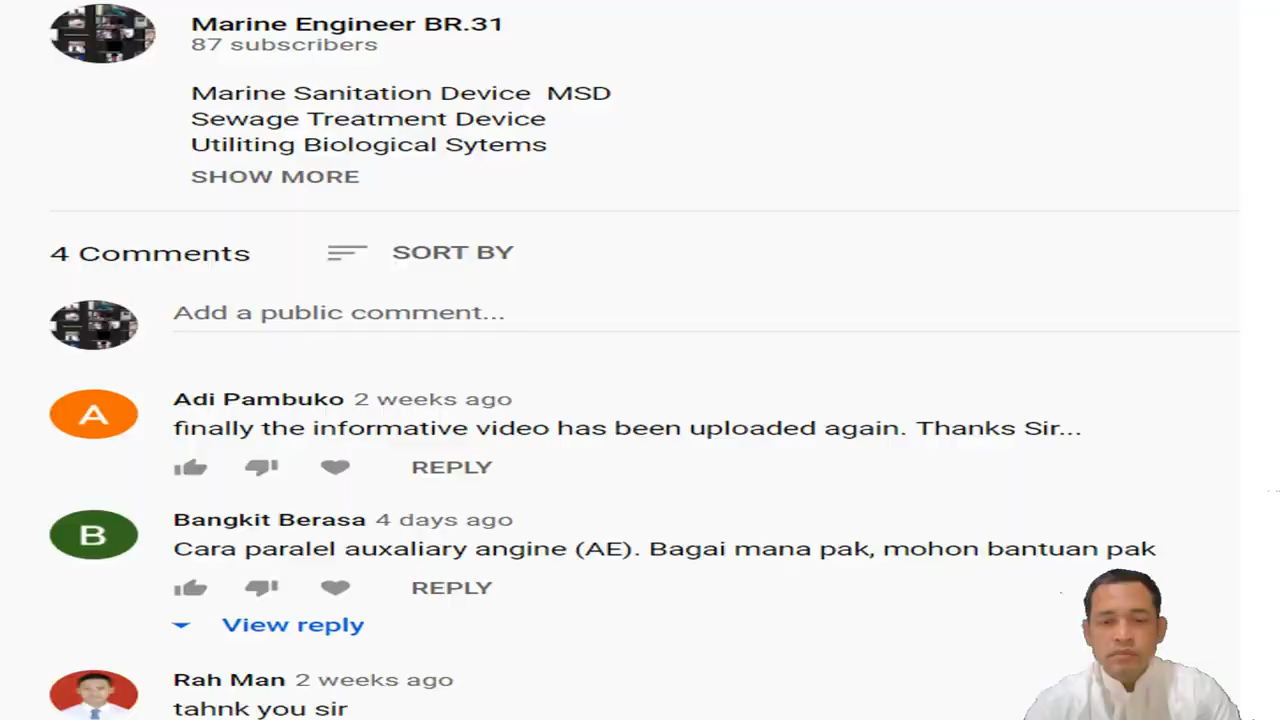 Marine Engineer BR.31
87 subscribers
Marine Sanitation Device MSD
Sewage Treatment Device
Utiliting Biological Sytems
SHOW MORE
4 Comments
SORT BY
Add a public comment...
A
Adi Pambuko 2 weeks ago
finally the informative video has been uploaded again. Thanks Sir...
REPLY
B
Bangkit Berasa 4 days ago
Cara paralel auxaliary angine (AE). Bagai mana pak, mohon bantuan pak
REPLY
View reply
Rah Man 2 weeks ago
tahnk you sir